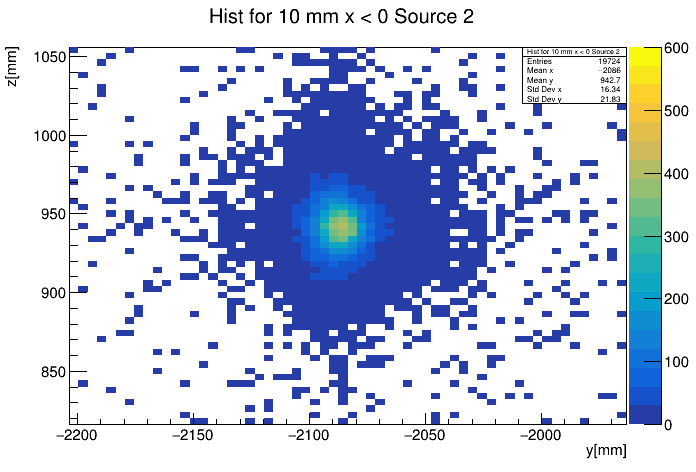 Hist for 10 mm x < 0 Source 2
z[mm]
Hist for 10 mm x < 0 Source 2
Entries 19724
Mean x −2086
Mean y 942.7
Std Dev x 16.34
Std Dev y 21.83
1050
1000
950
900
850
600
500
400
300
200
100
0
−2200 −2150 −2100 −2050 −2000
y[mm]